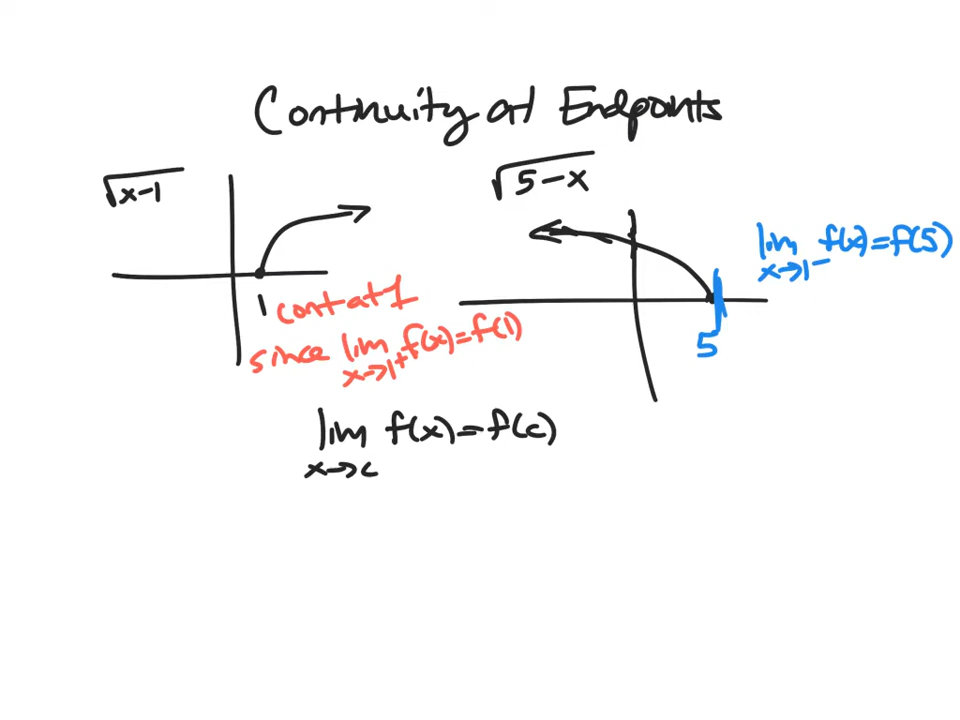 Continuity at Endpoints
√x-1
√5-x
lim f(x)=f(5)
x→1⁻
1
cont at 1
since lim f(x)=f(1)
x→1⁺
5
lim f(x)=f(c)
x→c